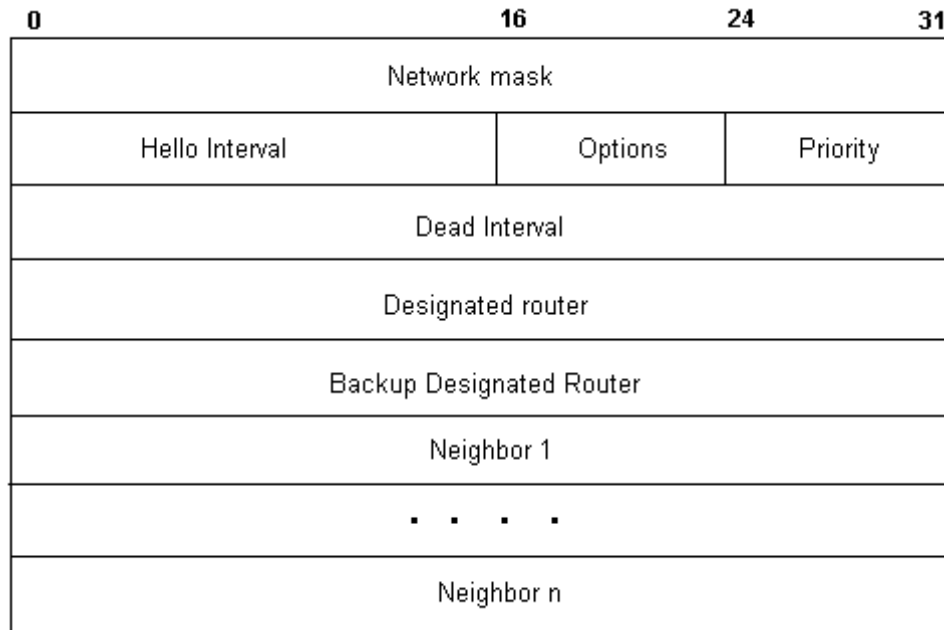 0 16 24 31
Network mask
Hello Interval Options Priority
Dead Interval
Designated router
Backup Designated Router
Neighbor 1
. . . .
Neighbor n